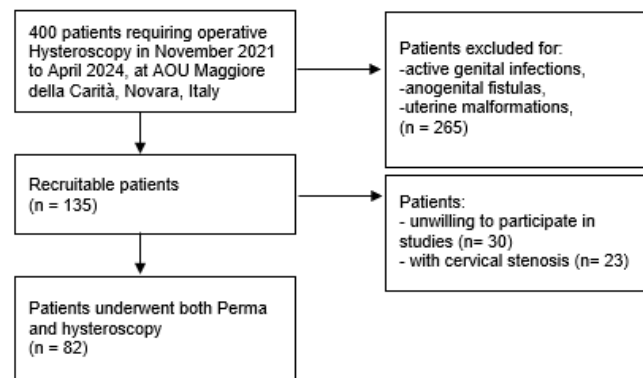 400 patients requiring operative
Hysteroscopy in November 2021
to April 2024, at AOU Maggiore
della Carità, Novara, Italy
Patients excluded for:
-active genital infections,
-anogenital fistulas,
-uterine malformations,
(n = 265)
Recruitable patients
(n = 135)
Patients:
- unwilling to participate in
studies (n= 30)
- with cervical stenosis (n= 23)
Patients underwent both Perma
and hysteroscopy
(n = 82)